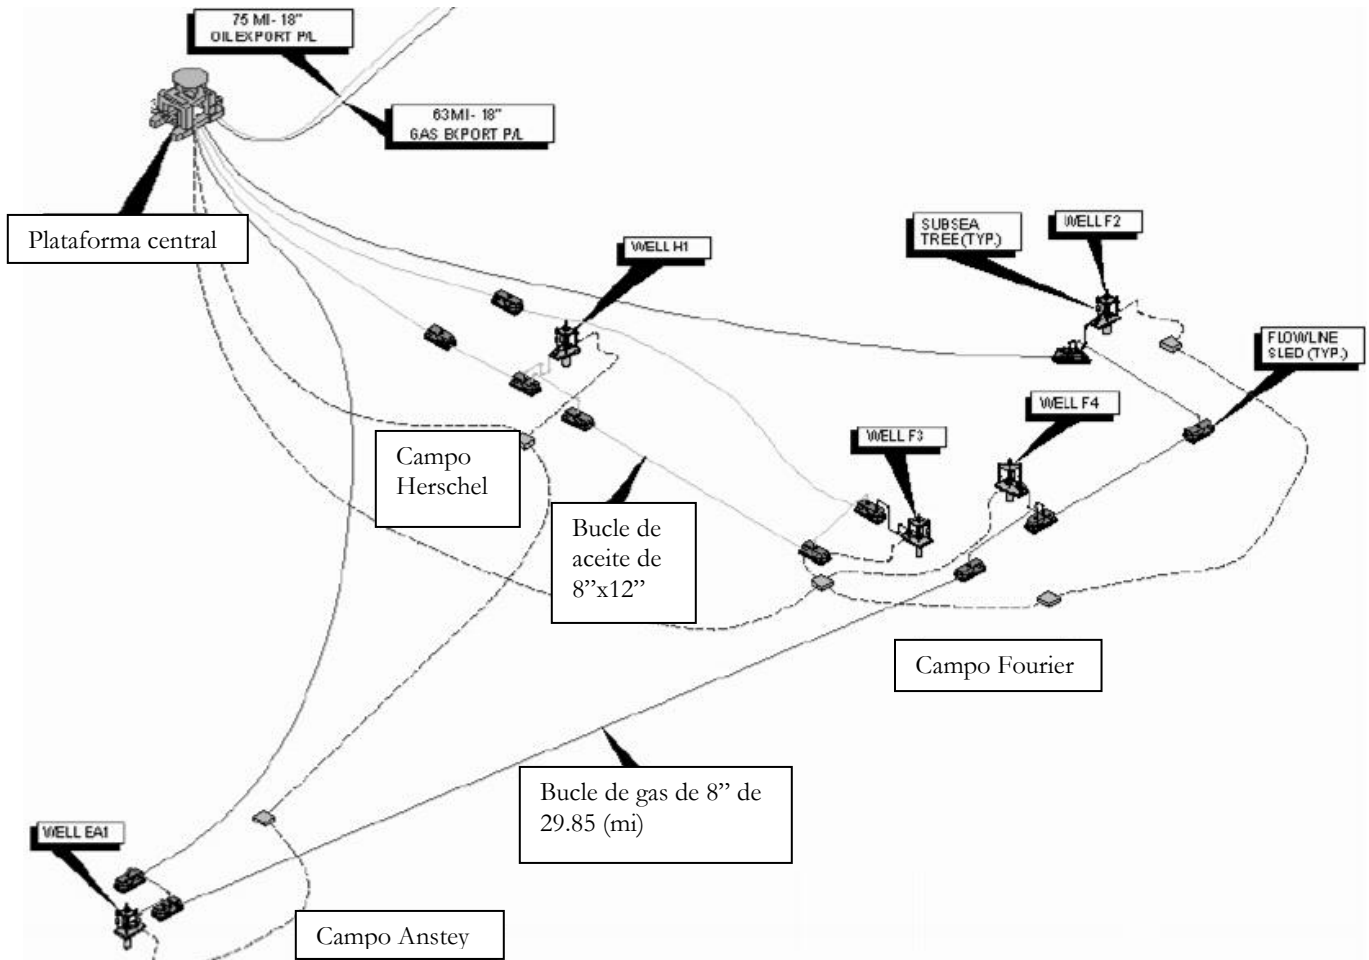 75 MI- 18"
OIL EXPORT P/L
63MI- 18"
GAS EXPORT P/L
Plataforma central
WELL H1
SUBSEA
TREE(TYP.)
WELL F2
FLOWLINE
SLED (TYP.)
WELL F4
WELL F3
Campo
Herschel
Bucle de
aceite de
8”x12”
Campo Fourier
Bucle de gas de 8” de
29.85 (mi)
WELL EA1
Campo Anstey